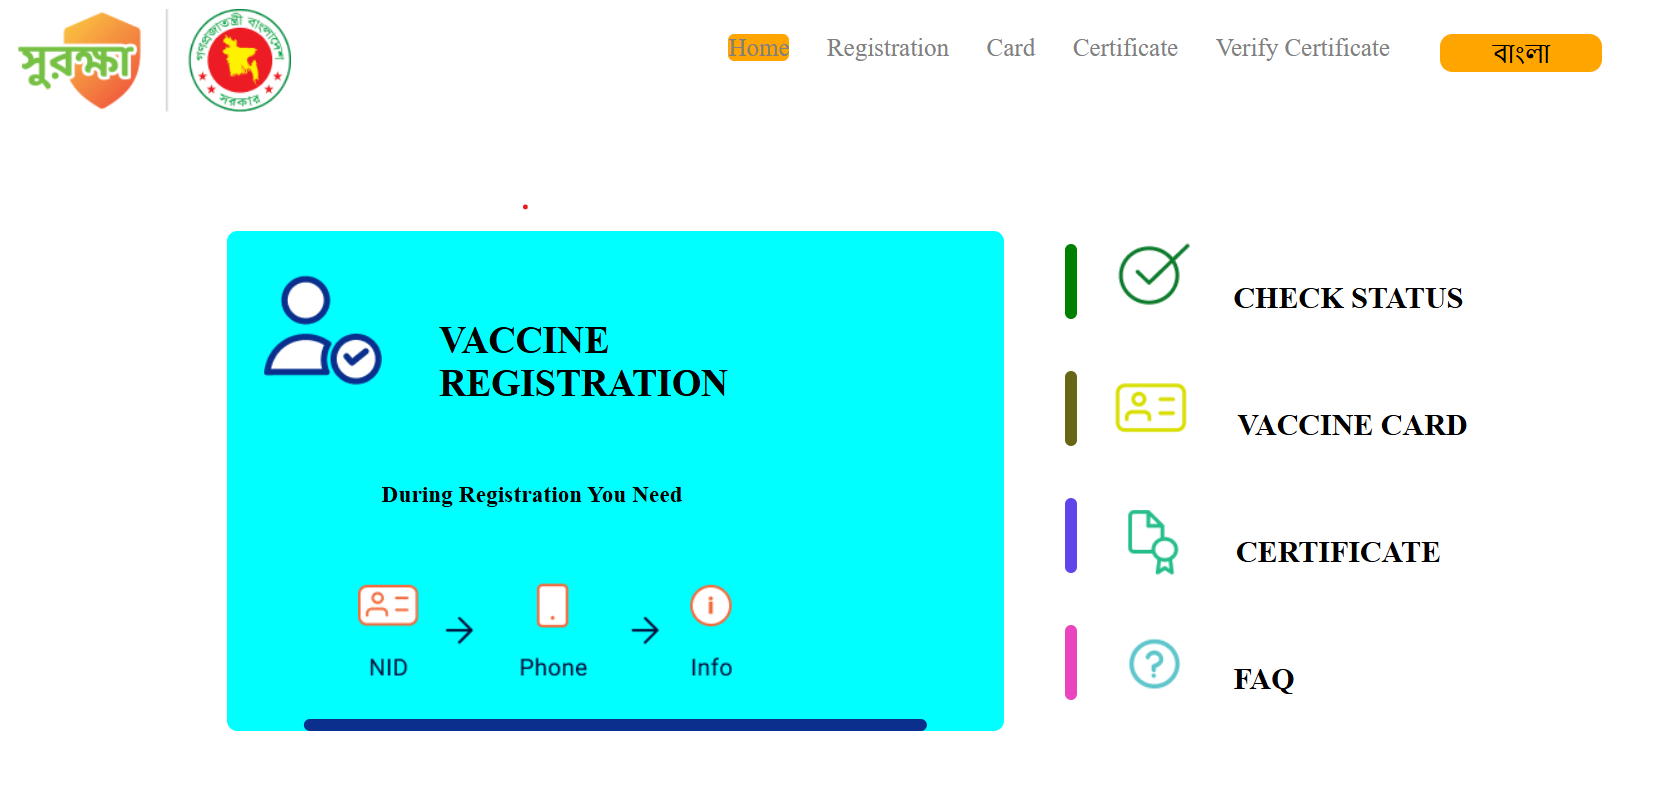 সুরক্ষা
গণপ্রজাতন্ত্রী বাংলাদেশ
সরকার
Home Registration Card Certificate Verify Certificate বাংলা
VACCINE
REGISTRATION
During Registration You Need
NID Phone Info
CHECK STATUS
VACCINE CARD
CERTIFICATE
FAQ